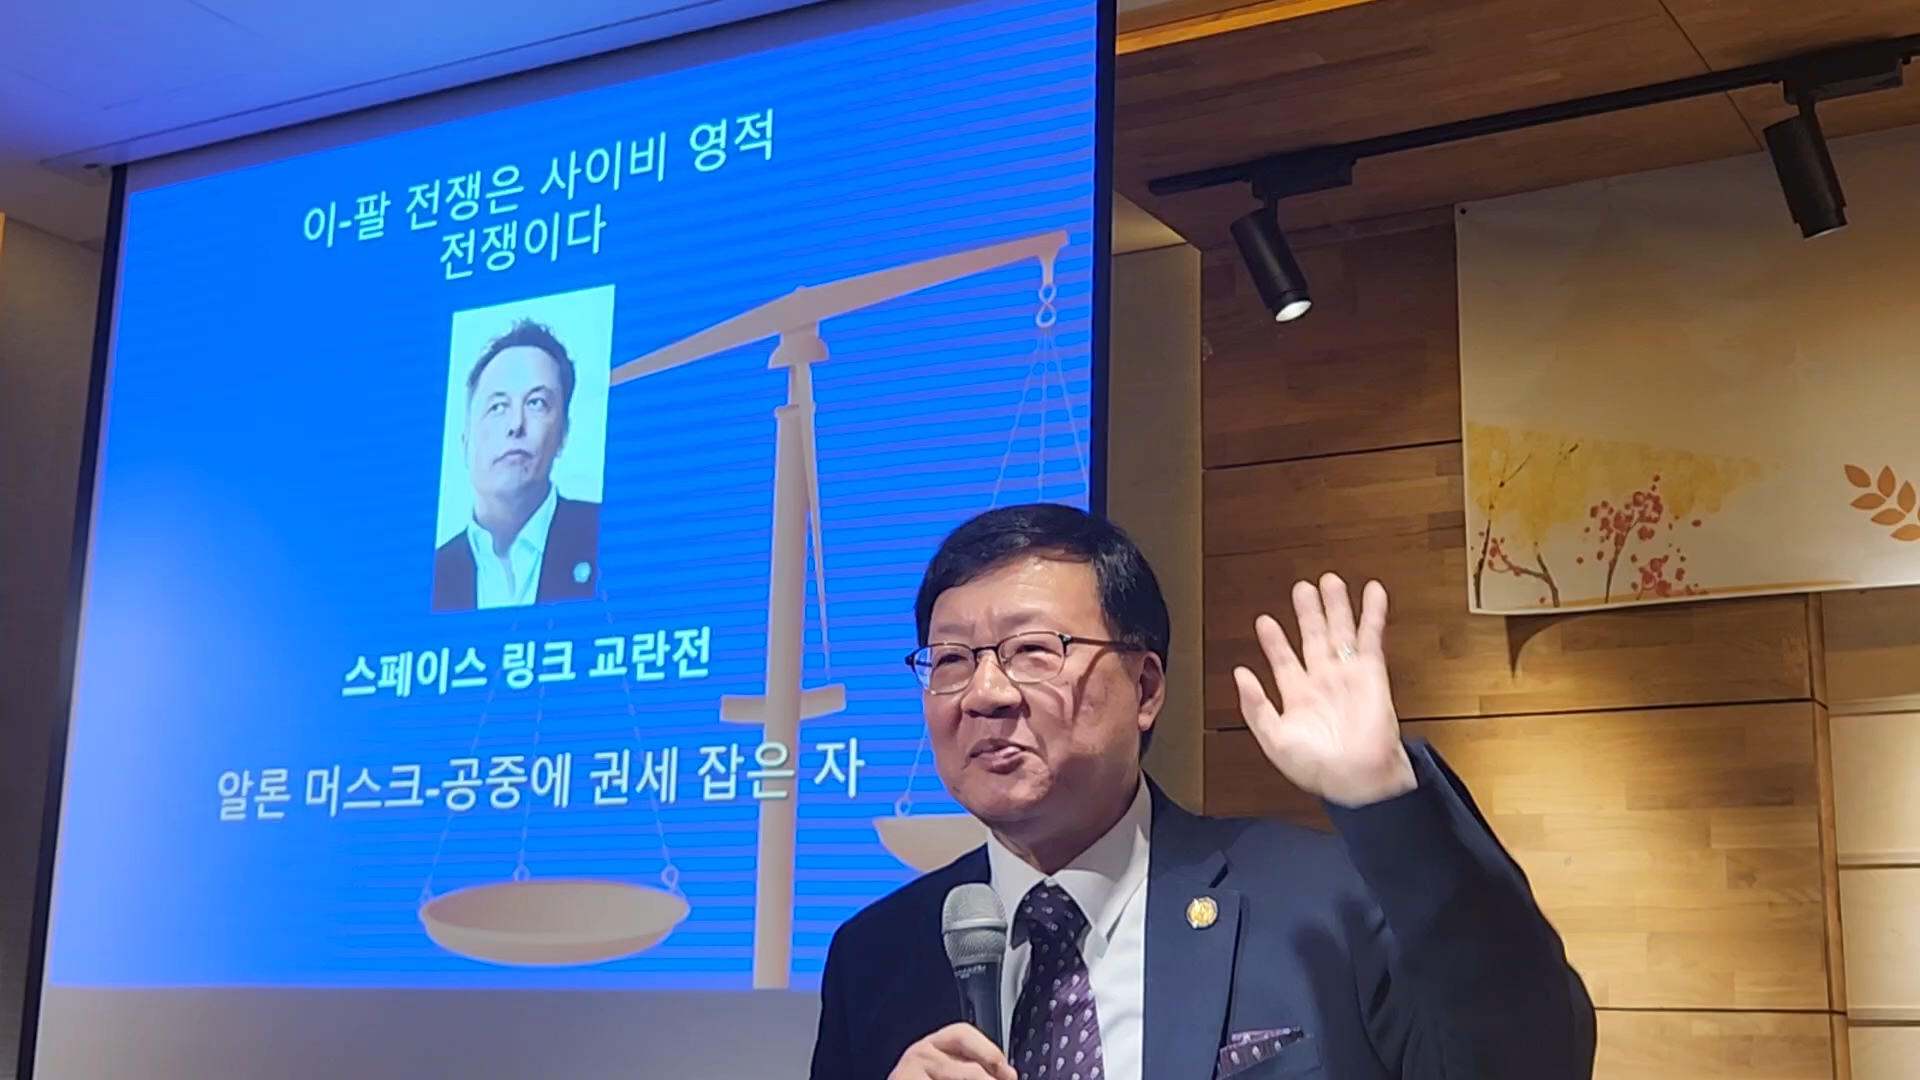 이-팔 전쟁은 사이비 영적
전쟁이다
스페이스 링크 교란전
알론 머스크-공중에 권세 잡은 자